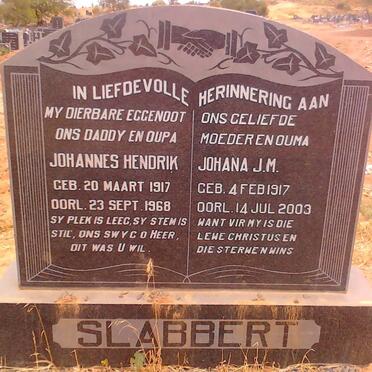 IN LIEFDEVOLLE HERINNERING AAN
MY DIERBARE EGGENOOT
ONS DADDY EN OUPA
JOHANNES HENDRIK
GEB. 20 MAART 1917
OORL. 23 SEPT. 1968
SY PLEK IS LEEG, SY STEM IS
STIL, ONS SWYG O HEER,
DIT WAS U WIL.
ONS GELIEFDE
MOEDER EN OUMA
JOHANA J.M.
GEB. 4 FEB 1917
OORL. 14 JUL 2003
WANT VIR MY IS DIE
LEWE CHRISTUS EN
DIE STERWE N WINS
SLABBERT